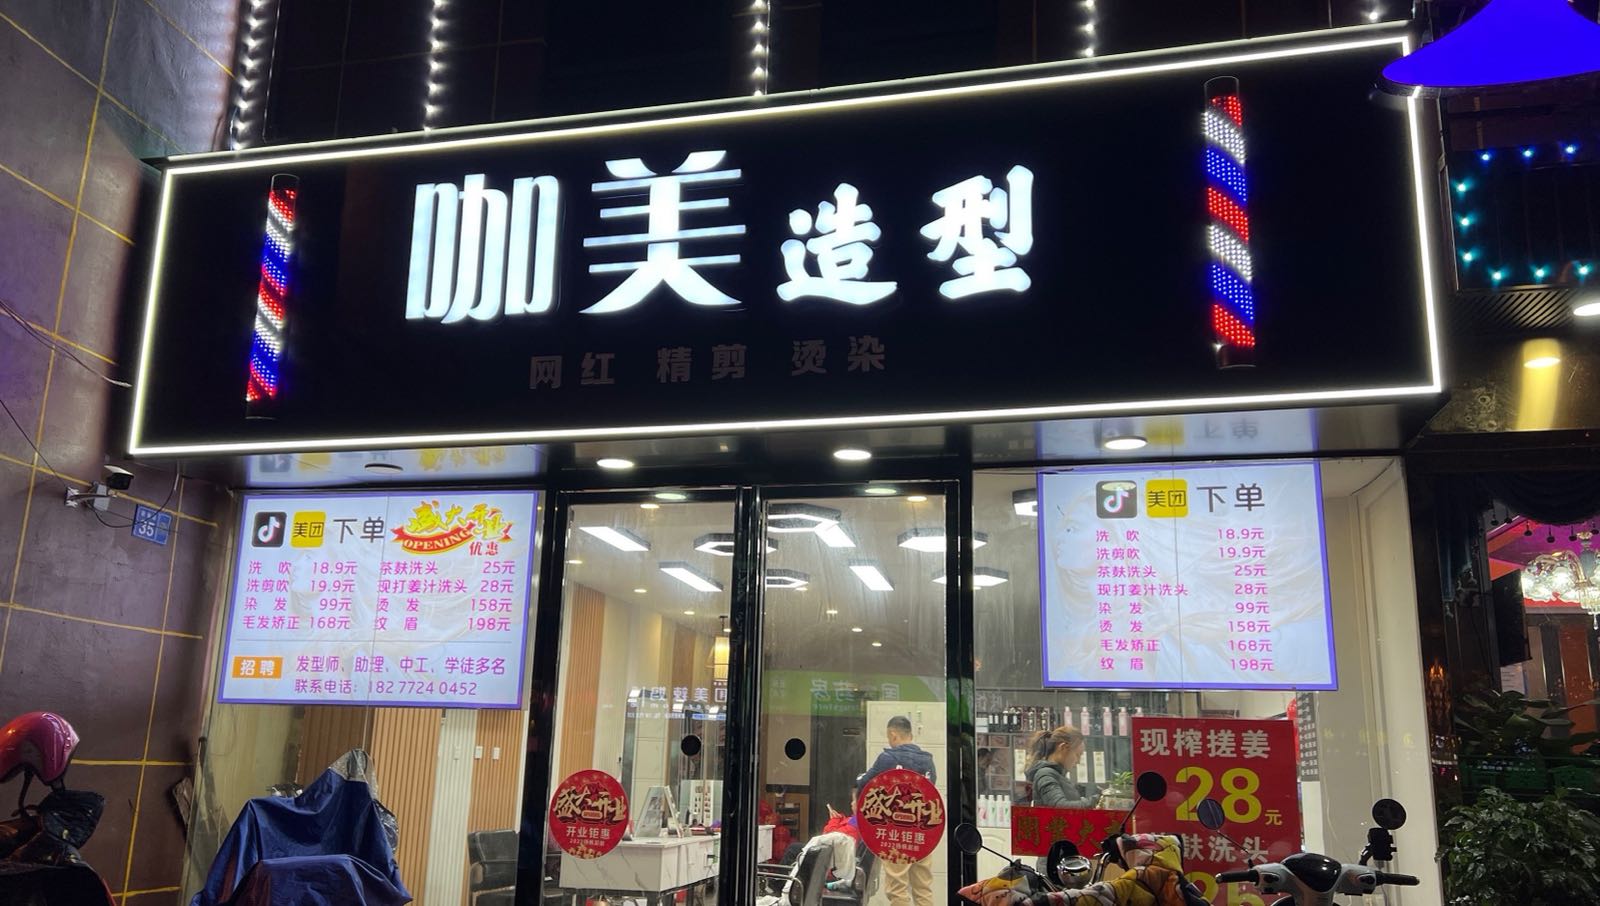 咖美造型
网红 精剪 烫染
35
美团 下单 盛大开业
OPENING
优惠
洗 吹 18.9元 茶麸洗头 25元
洗剪吹 19.9元 现打姜汁洗头 28元
染 发 99元 烫 发 158元
毛发矫正 168元 纹 眉 198元
招聘 发型师、助理、中工、学徒多名
联系电话：182 7724 0452
美团 下单
洗 吹 18.9元
洗剪吹 19.9元
茶麸洗头 25元
现打姜汁洗头 28元
染 发 99元
烫 发 158元
毛发矫正 168元
纹 眉 198元
盛大开业
开业钜惠
盛大开业
开业钜惠
现榨搓姜
28元
麸洗头
25
開業大